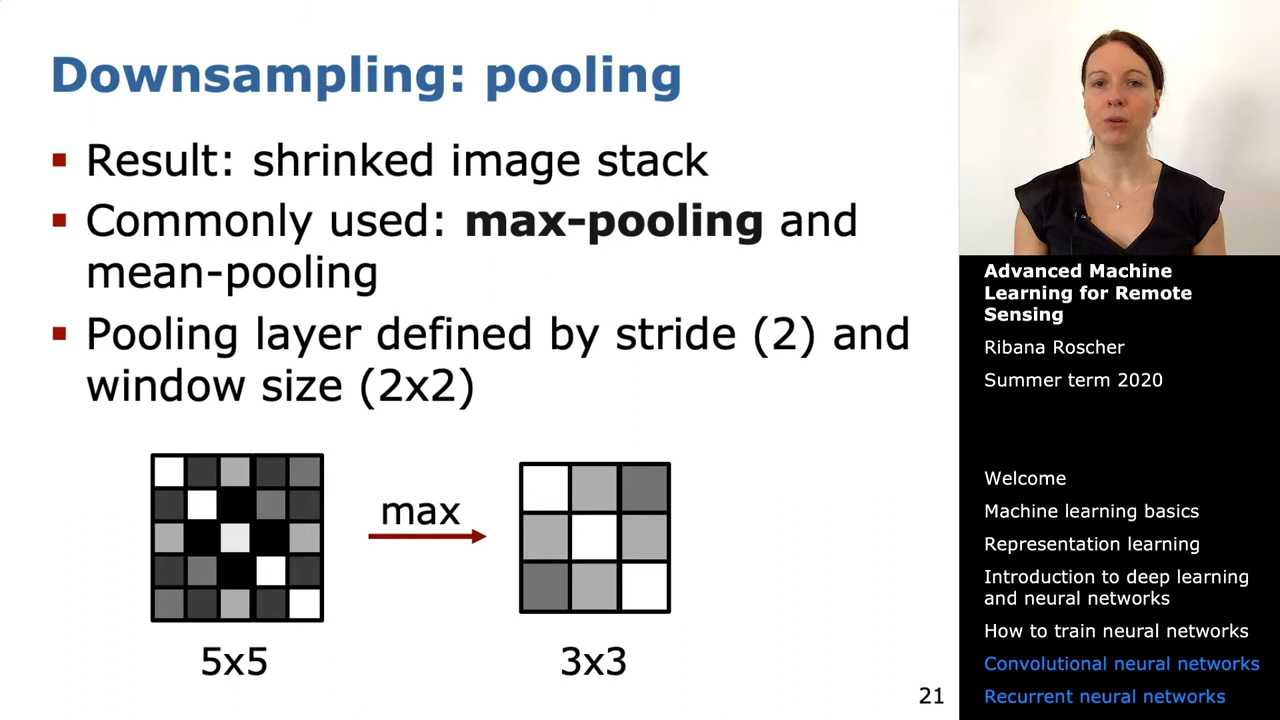 Downsampling: pooling
Result: shrinked image stack
Commonly used: max-pooling and
mean-pooling
Pooling layer defined by stride (2) and
window size (2x2)
max
5x5
3x3
21
Advanced Machine
Learning for Remote
Sensing
Ribana Roscher
Summer term 2020
Welcome
Machine learning basics
Representation learning
Introduction to deep learning
and neural networks
How to train neural networks
Convolutional neural networks
Recurrent neural networks